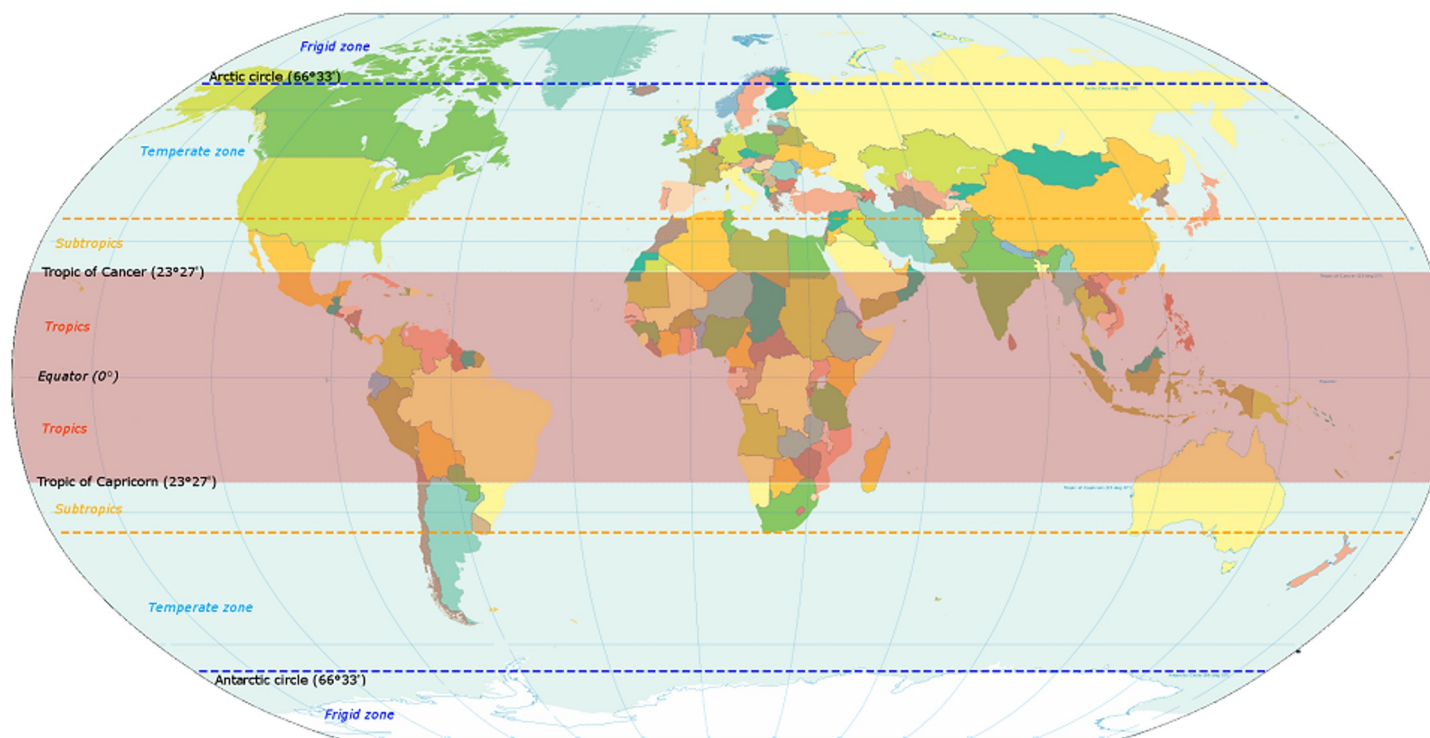 Frigid zone
Arctic circle (66°33')
Temperate zone
Subtropics
Tropic of Cancer (23°27')
Tropics
Equator (0°)
Tropics
Tropic of Capricorn (23°27')
Subtropics
Temperate zone
Antarctic circle (66°33')
Frigid zone